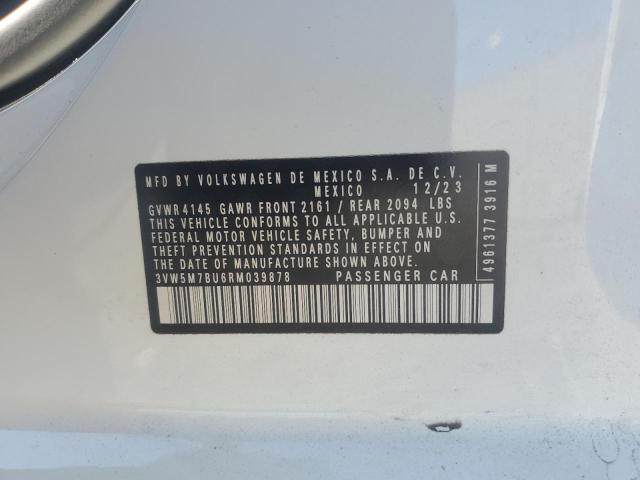 MFD BY VOLKSWAGEN DE MEXICO S.A. DE C.V.
MEXICO 12/23
GVWR 4145 GAWR FRONT 2161 / REAR 2094 LBS
THIS VEHICLE CONFORMS TO ALL APPLICABLE U.S.
FEDERAL MOTOR VEHICLE SAFETY, BUMPER AND
THEFT PREVENTION STANDARDS IN EFFECT ON
THE DATE OF MANUFACTURE SHOWN ABOVE.
3VW5M7BU6RM039878 PASSENGER CAR
49618377 3916 M